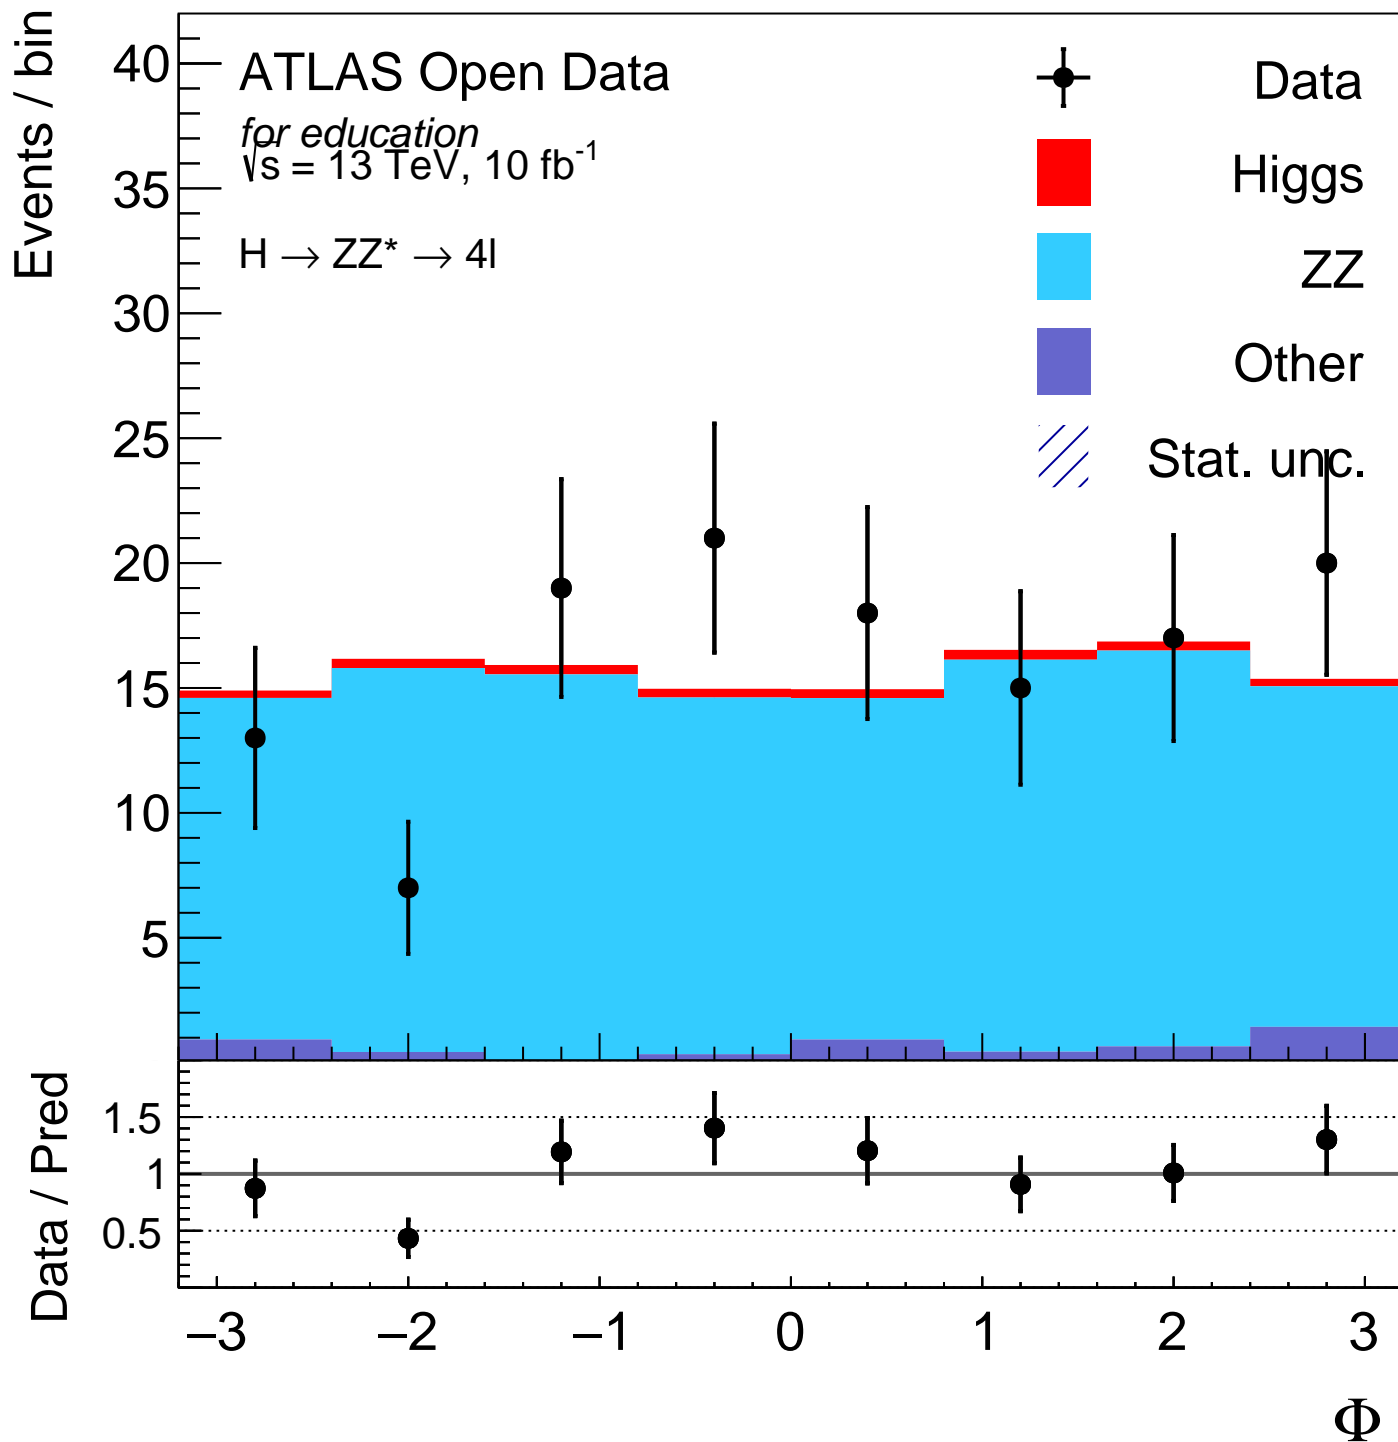 Events / bin
40
35
30
25
20
15
10
5
ATLAS Open Data
for education
√s = 13 TeV, 10 fb⁻¹
H → ZZ* → 4l
Data
Higgs
ZZ
Other
Stat. unc.
Data / Pred
1.5
1
0.5
−3 −2 −1 0 1 2 3
Φ